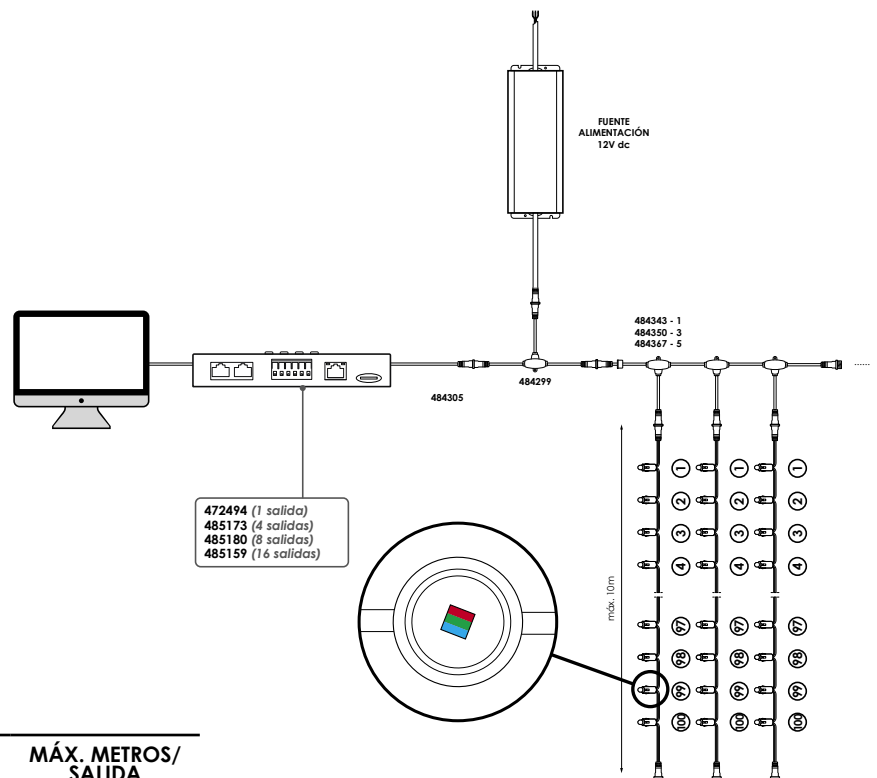 FUENTE
ALIMENTACIÓN
12V dc
484343 - 1
484350 - 3
484367 - 5
484305
484299
472494 (1 salida)
485173 (4 salidas)
485180 (8 salidas)
485159 (16 salidas)
máx. 10m
1 1 1
2 2 2
3 3 3
4 4 4
97 97 97
98 98 98
99 99 99
100 100 100
MÁX. METROS/
SALIDA